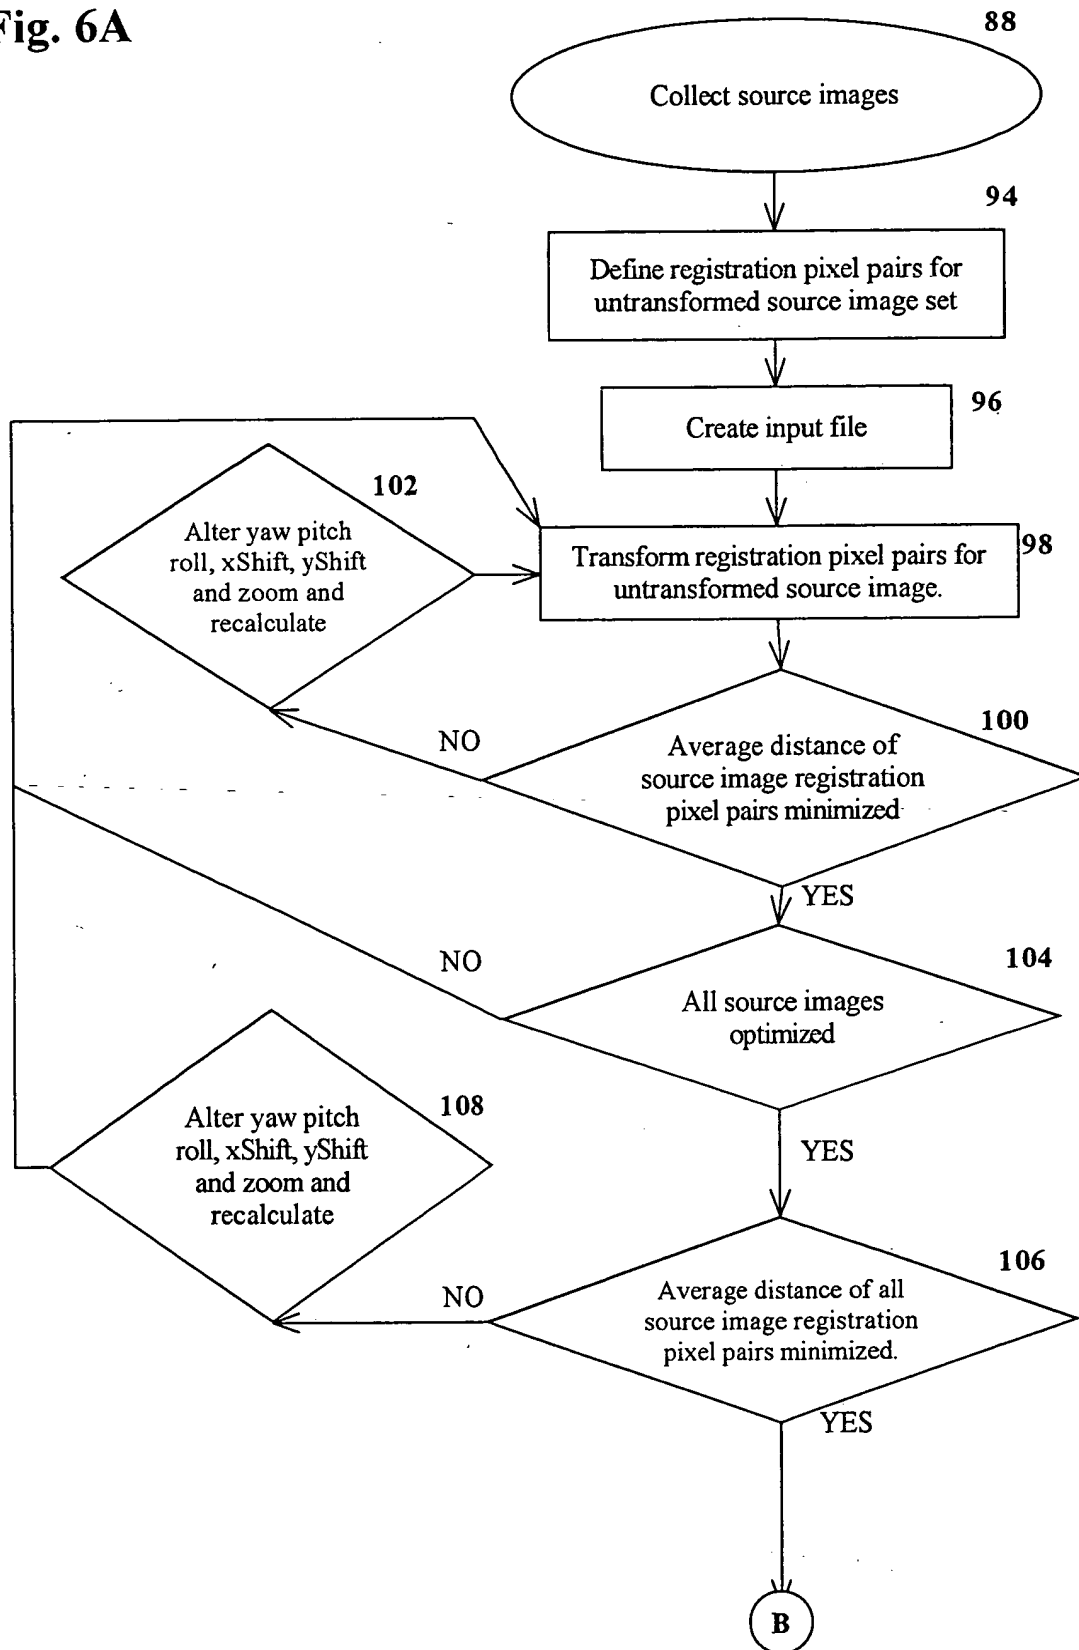 Fig. 6A
88
Collect source images
94
Define registration pixel pairs for
untransformed source image set
96
Create input file
102
Alter yaw pitch
roll, xShift, yShift
and zoom and
recalculate
98
Transform registration pixel pairs for
untransformed source image.
100
NO
Average distance of
source image registration
pixel pairs minimized
YES
104
NO
All source images
optimized
108
Alter yaw pitch
roll, xShift, yShift
and zoom and
recalculate
YES
106
NO
Average distance of all
source image registration
pixel pairs minimized.
YES
B